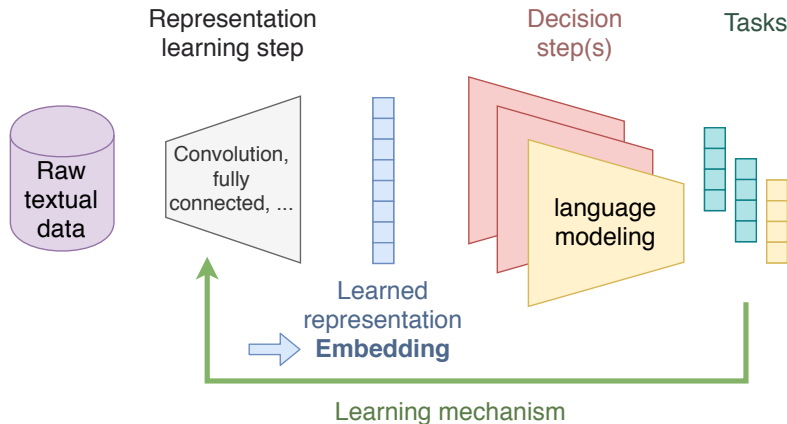 Representation
learning step
Decision
step(s)
Tasks
Raw
textual
data
Convolution,
fully
connected, ...
language
modeling
Learned
representation
Embedding
Learning mechanism